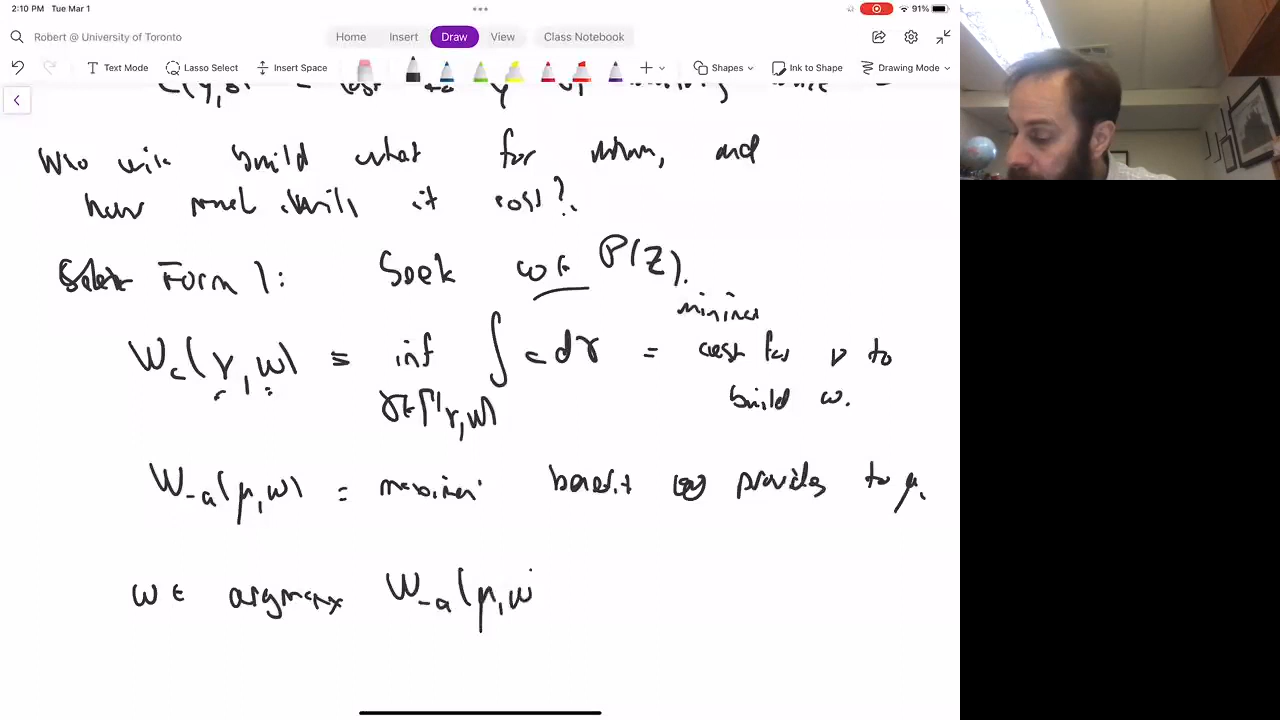 2:10 PM Tue Mar 1
91%
Robert @ University of Toronto
Home Insert Draw View Class Notebook
Text Mode Lasso Select Insert Space Shapes Ink to Shape Drawing Mode
Who will build what for whom, and
how much will it cost?
Form 1: Seek ω ∈ P(Z).
W_c(ν, ω) = inf ∫ c dγ = minimal cost for ν to
γ∈Γ(ν, ω) build ω.
W_{-a}(μ, ω) = maximal benefit ω provides to μ.
ω ∈ argmax W_{-a}(μ, ω